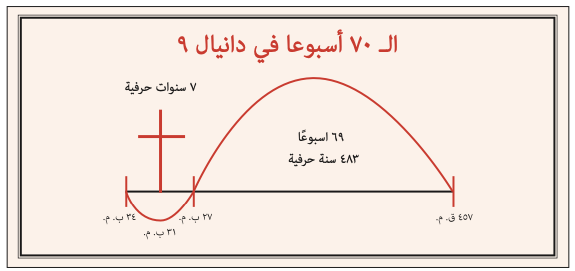 الـ ٧٠ أسبوعا في دانيال ٩
٧ سنوات حرفية
٦٩ اسبوعًا
٤٨٣ سنة حرفية
٤٥٧ ق. م.
٢٧ ب. م.
٣٤ ب. م.
٣١ ب. م.